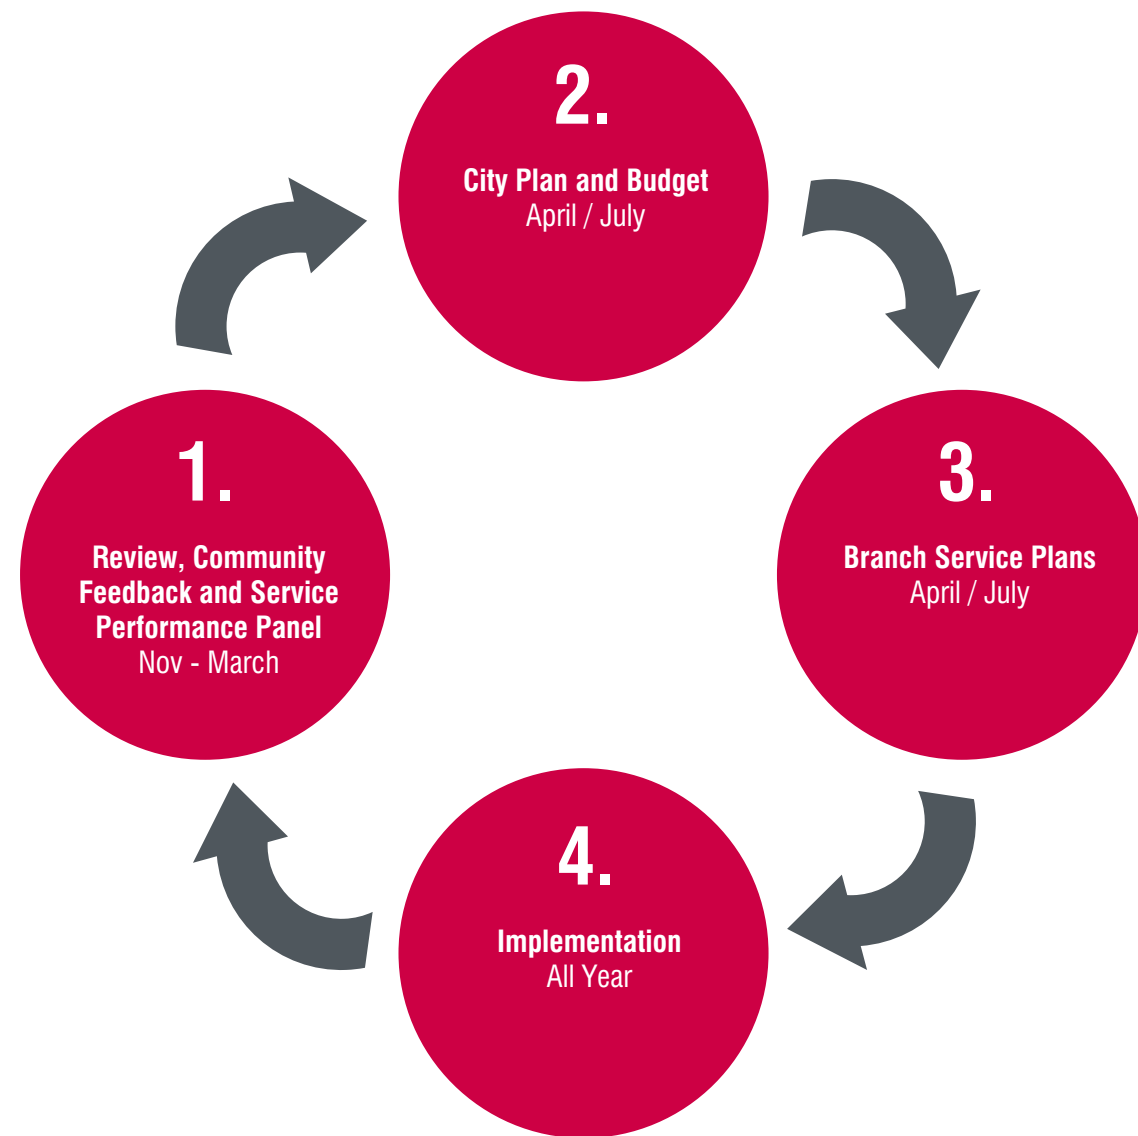 1.
Review, Community
Feedback and Service
Performance Panel
Nov - March
2.
City Plan and Budget
April / July
3.
Branch Service Plans
April / July
4.
Implementation
All Year